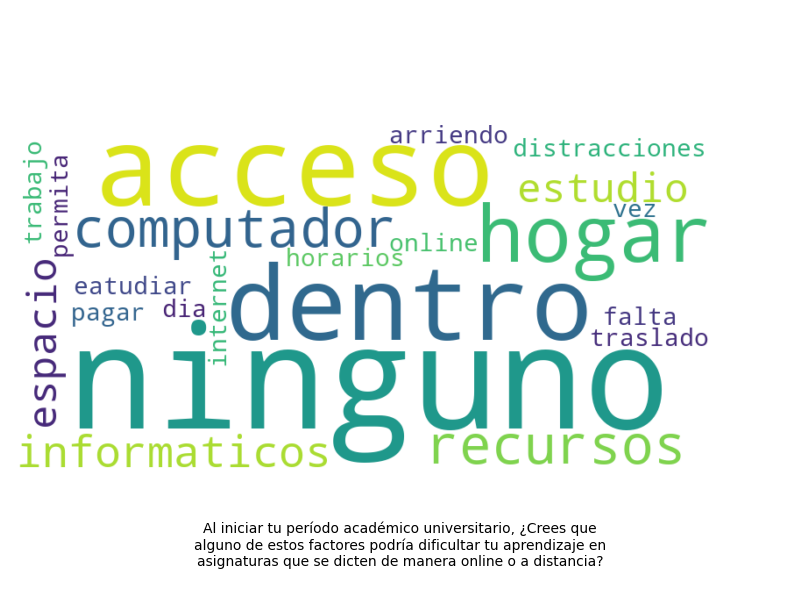 arriendo
acceso
distracciones
trabajo
permita
estudio
vez
computador
hogar
online
horarios
internet
espacio
eatudiar
dentro
pagar
dia
falta
traslado
ninguno
informaticos
recursos
Al iniciar tu período académico universitario, ¿Crees que
alguno de estos factores podría dificultar tu aprendizaje en
asignaturas que se dicten de manera online o a distancia?